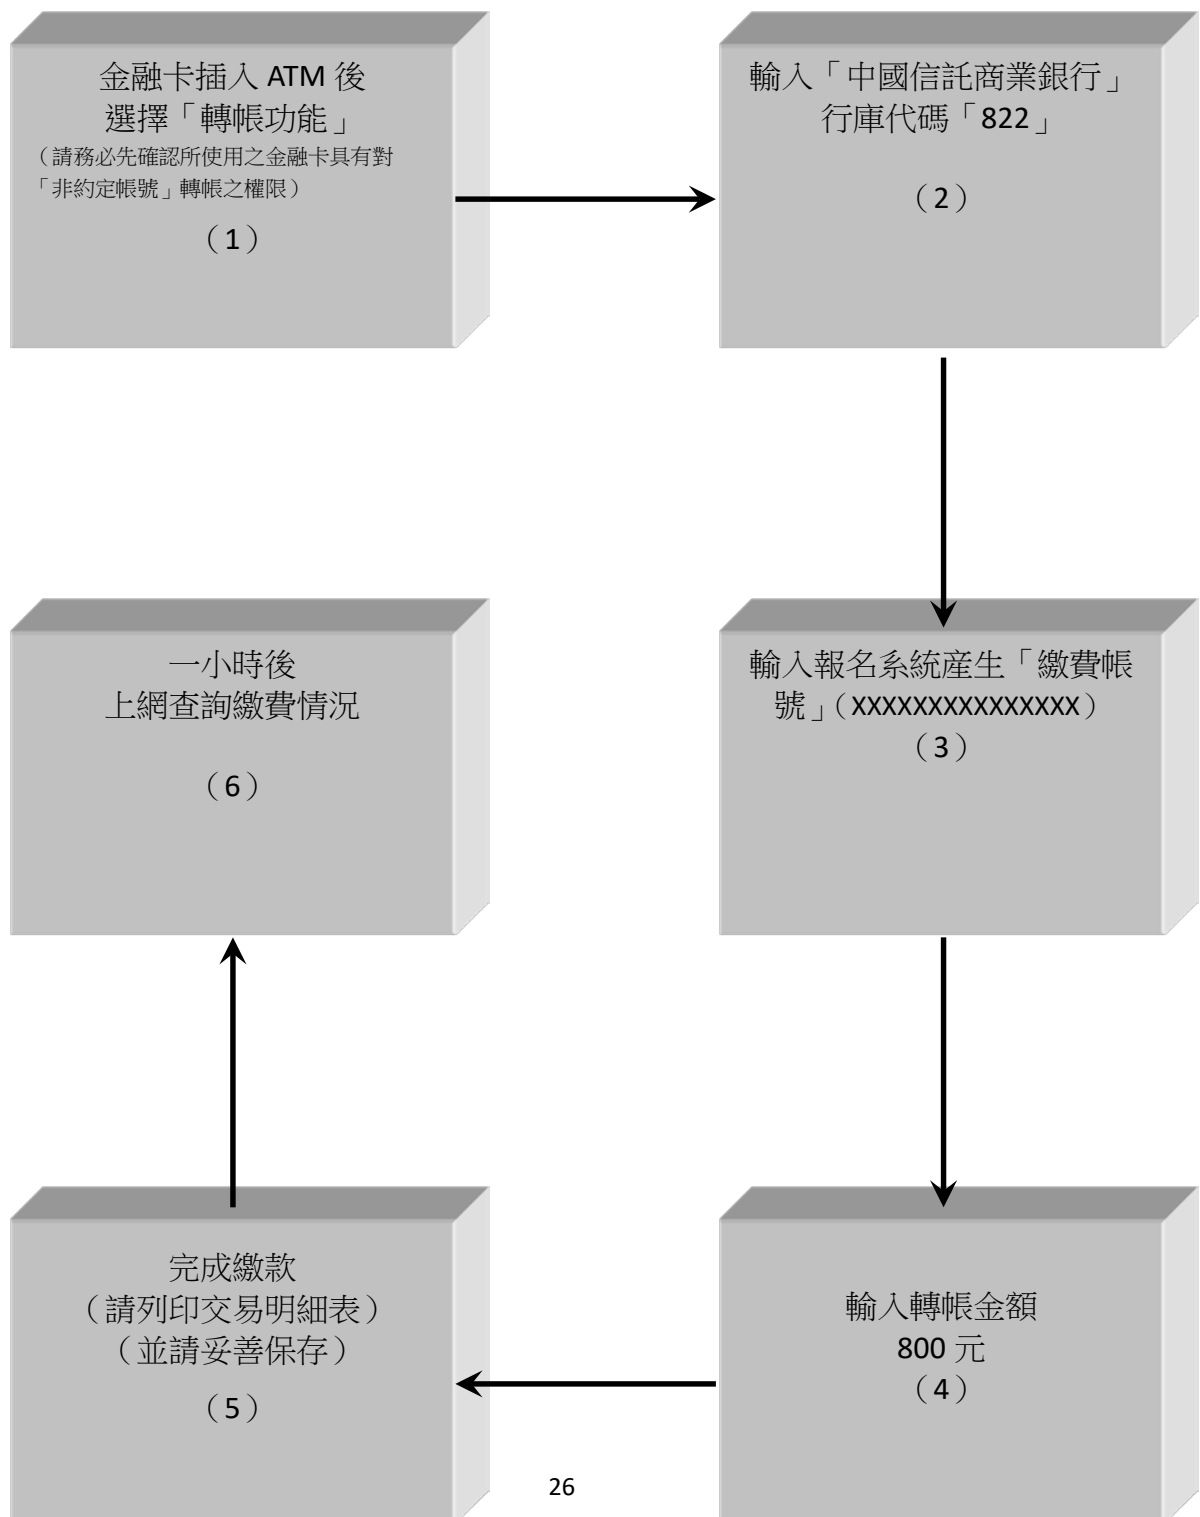 金融卡插入 ATM 後
選擇「轉帳功能」
（請務必先確認所使用之金融卡具有對
「非約定帳號」轉帳之權限）
（1）
輸入「中國信託商業銀行」
行庫代碼「822」
（2）
輸入報名系統產生「繳費帳
號」（XXXXXXXXXXXXXXX）
（3）
輸入轉帳金額
800 元
（4）
完成繳款
（請列印交易明細表）
（並請妥善保存）
（5）
一小時後
上網查詢繳費情況
（6）
26